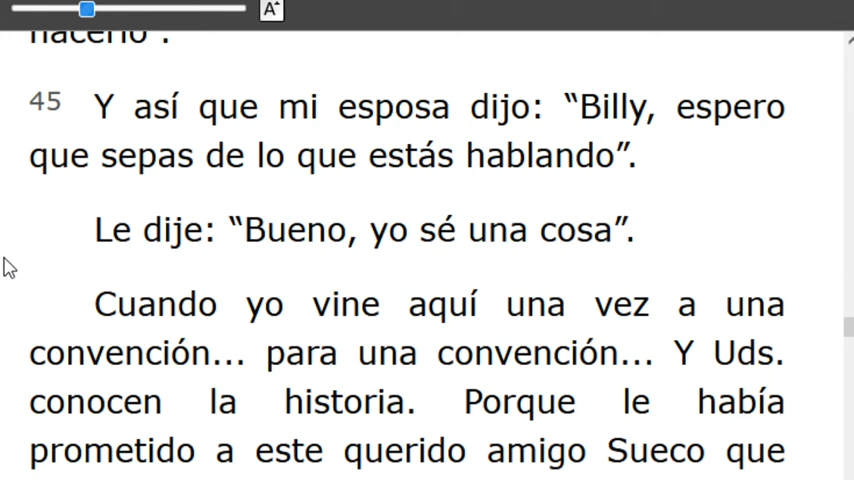 A
hacerlo”.
45 Y así que mi esposa dijo: “Billy, espero
que sepas de lo que estás hablando”.
Le dije: “Bueno, yo sé una cosa”.
Cuando yo vine aquí una vez a una
convención... para una convención... Y Uds.
conocen la historia. Porque le había
prometido a este querido amigo Sueco que